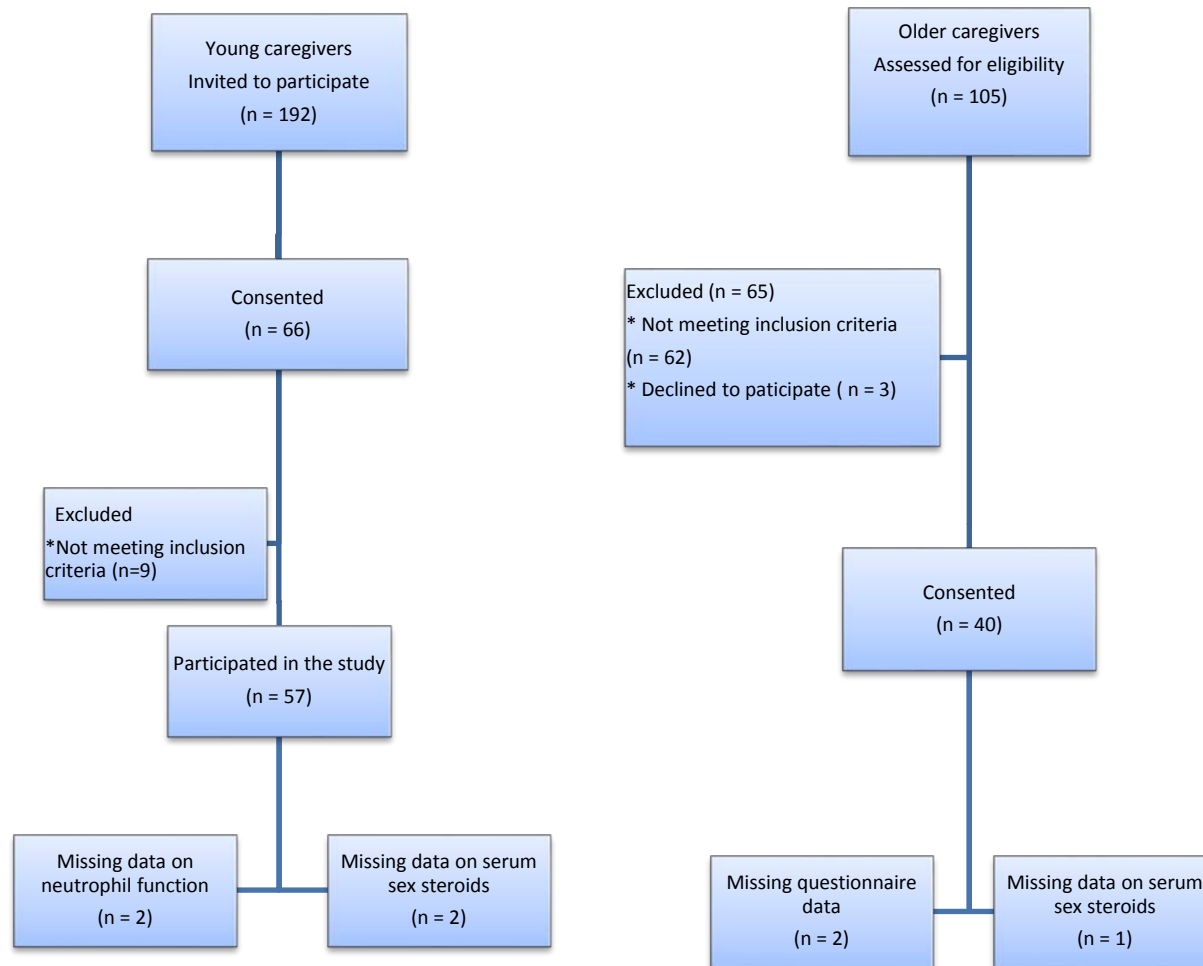 Young caregivers
Invited to participate
(n = 192)
Consented
(n = 66)
Excluded
*Not meeting inclusion
criteria (n=9)
Participated in the study
(n = 57)
Missing data on
neutrophil function
(n = 2)
Missing data on serum
sex steroids
(n = 2)
Older caregivers
Assessed for eligibility
(n = 105)
Excluded (n = 65)
* Not meeting inclusion criteria
(n = 62)
* Declined to paticipate ( n = 3)
Consented
(n = 40)
Missing questionnaire
data
(n = 2)
Missing data on serum
sex steroids
(n = 1)